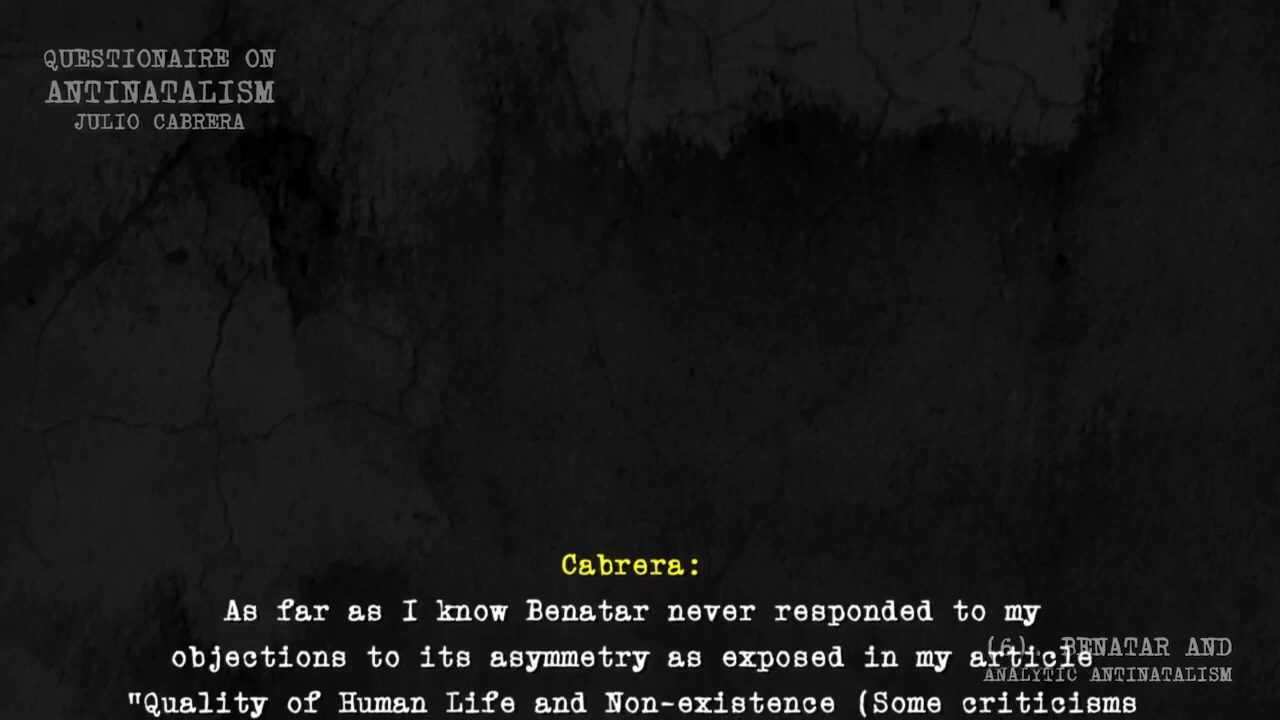 QUESTIONAIRE ON
ANTINATALISM
JULIO CABRERA
Cabrera:
As far as I know Benatar never responded to my
objections to its asymmetry as exposed in my article
"Quality of Human Life and Non-existence (Some criticisms
(6). BENATAR AND
ANALYTIC ANTINATALISM